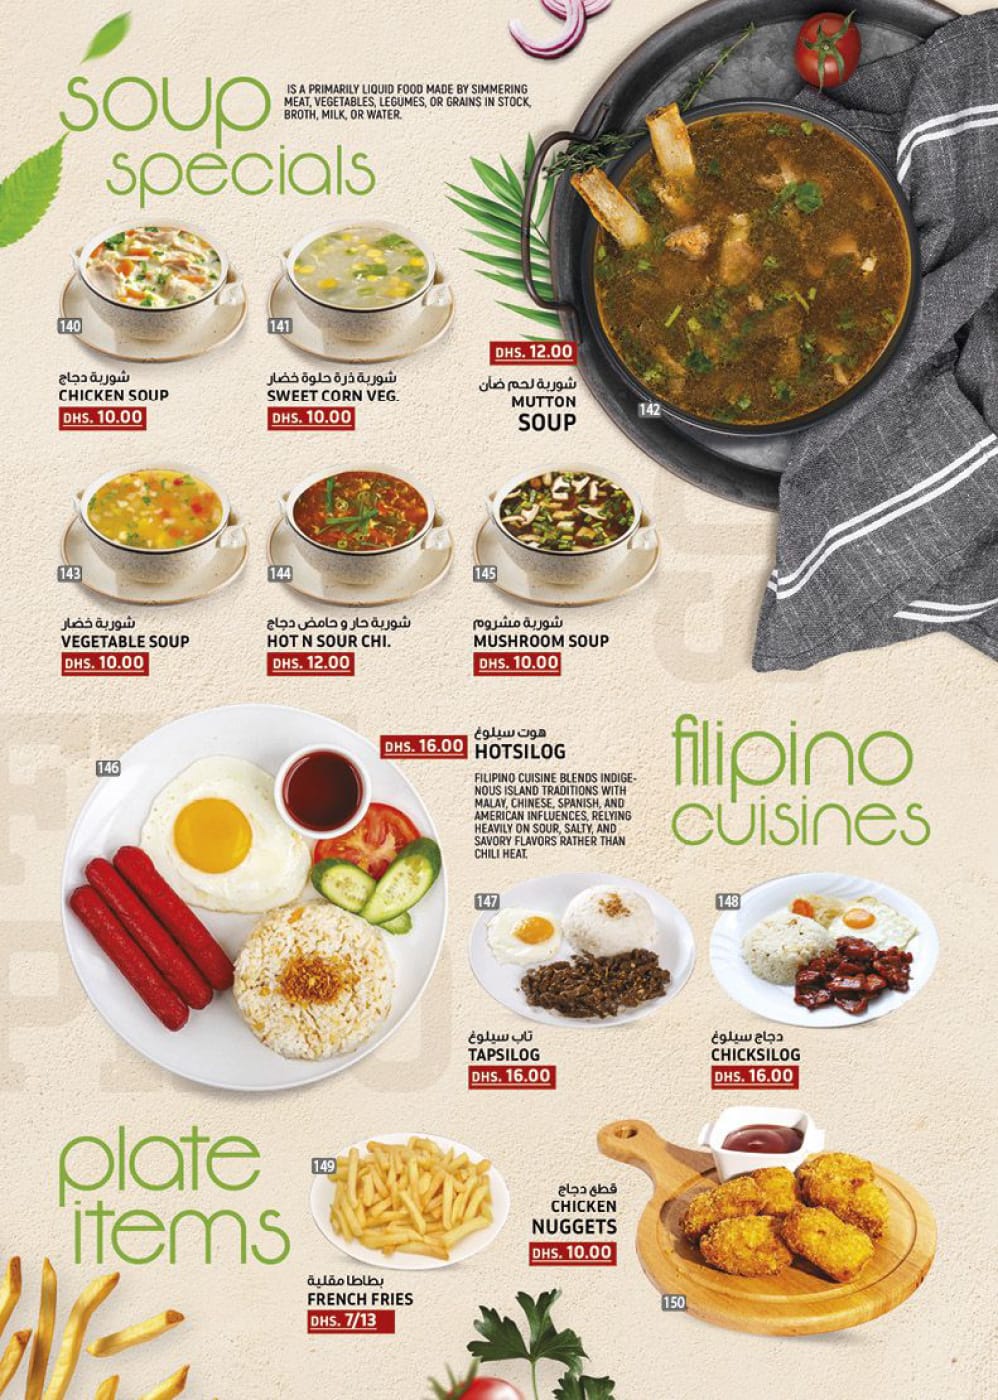 soup
specials
IS A PRIMARILY LIQUID FOOD MADE BY SIMMERING
MEAT, VEGETABLES, LEGUMES, OR GRAINS IN STOCK,
BROTH, MILK, OR WATER.
140
شوربة دجاج
CHICKEN SOUP
DHS. 10.00
141
شوربة ذرة حلوة خضار
SWEET CORN VEG.
DHS. 10.00
DHS. 12.00
شوربة لحم ضأن
MUTTON
SOUP
142
143
شوربة خضار
VEGETABLE SOUP
DHS. 10.00
144
شوربة حار و حامض دجاج
HOT N SOUR CHI.
DHS. 12.00
145
شوربة مشروم
MUSHROOM SOUP
DHS. 10.00
filipino
cuisines
146
DHS. 16.00
هوت سيلوغ
HOTSILOG
FILIPINO CUISINE BLENDS INDIGE-
NOUS ISLAND TRADITIONS WITH
MALAY, CHINESE, SPANISH, AND
AMERICAN INFLUENCES, RELYING
HEAVILY ON SOUR, SALTY, AND
SAVORY FLAVORS RATHER THAN
CHILI HEAT.
147
تاب سيلوغ
TAPSILOG
DHS. 16.00
148
دجاج سيلوغ
CHICKSILOG
DHS. 16.00
plate
items
149
بطاطا مقلية
FRENCH FRIES
DHS. 7/13
قطع دجاج
CHICKEN
NUGGETS
DHS. 10.00
150